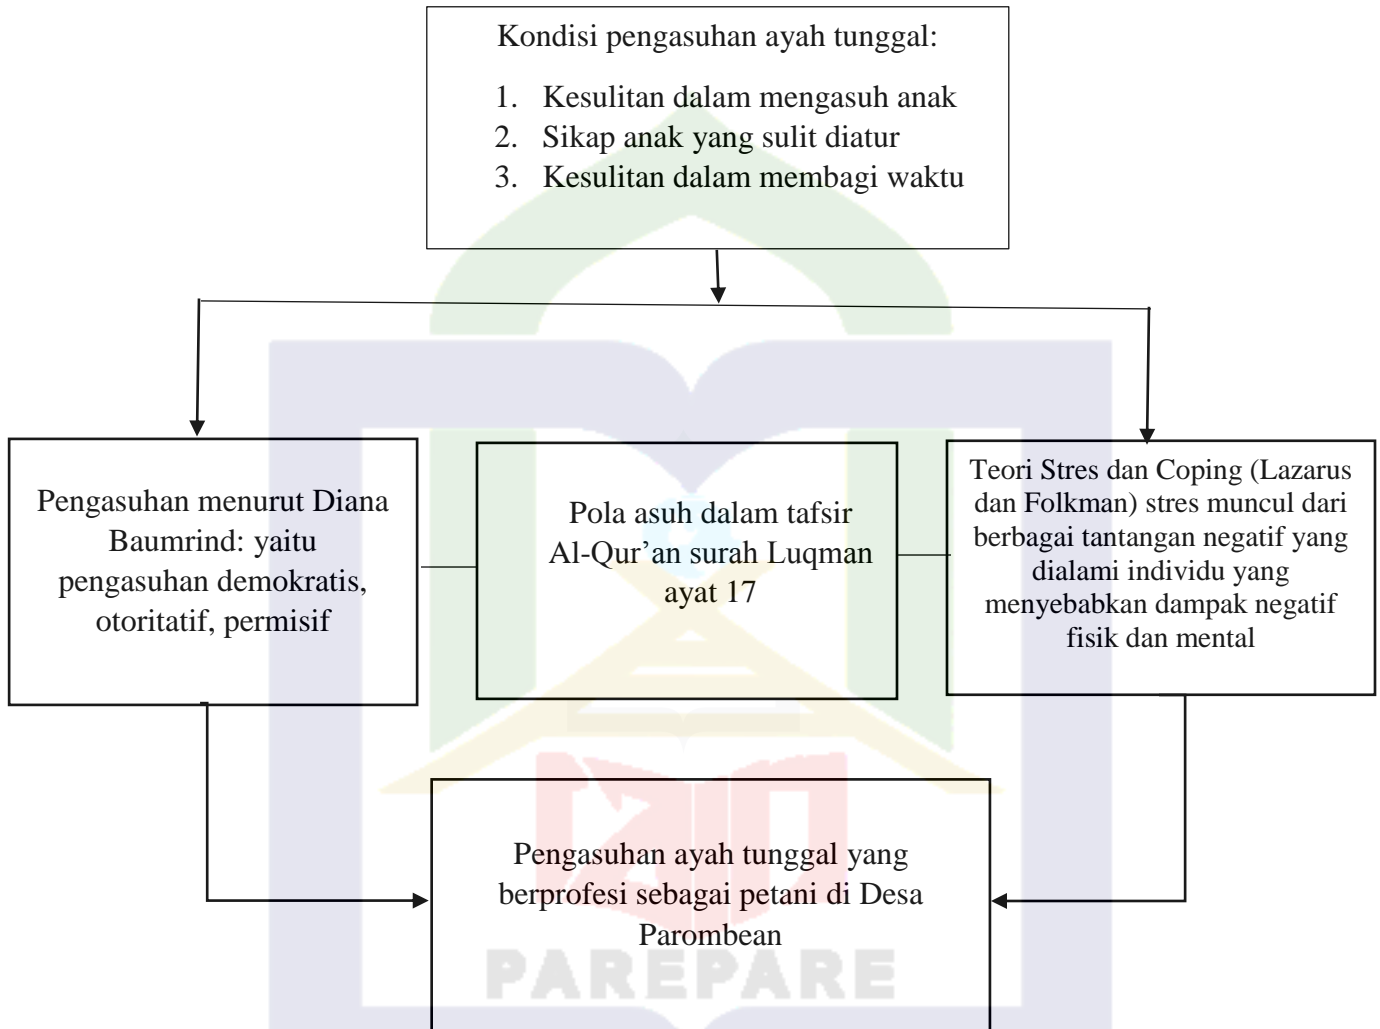 Kondisi pengasuhan ayah tunggal:
1. Kesulitan dalam mengasuh anak
2. Sikap anak yang sulit diatur
3. Kesulitan dalam membagi waktu
Pengasuhan menurut Diana
Baumrind: yaitu
pengasuhan demokratis,
otoritatif, permisif
Pola asuh dalam tafsir
Al-Qur’an surah Luqman
ayat 17
Teori Stres dan Coping (Lazarus
dan Folkman) stres muncul dari
berbagai tantangan negatif yang
dialami individu yang
menyebabkan dampak negatif
fisik dan mental
Pengasuhan ayah tunggal yang
berprofesi sebagai petani di Desa
Parombean
PAREPARE